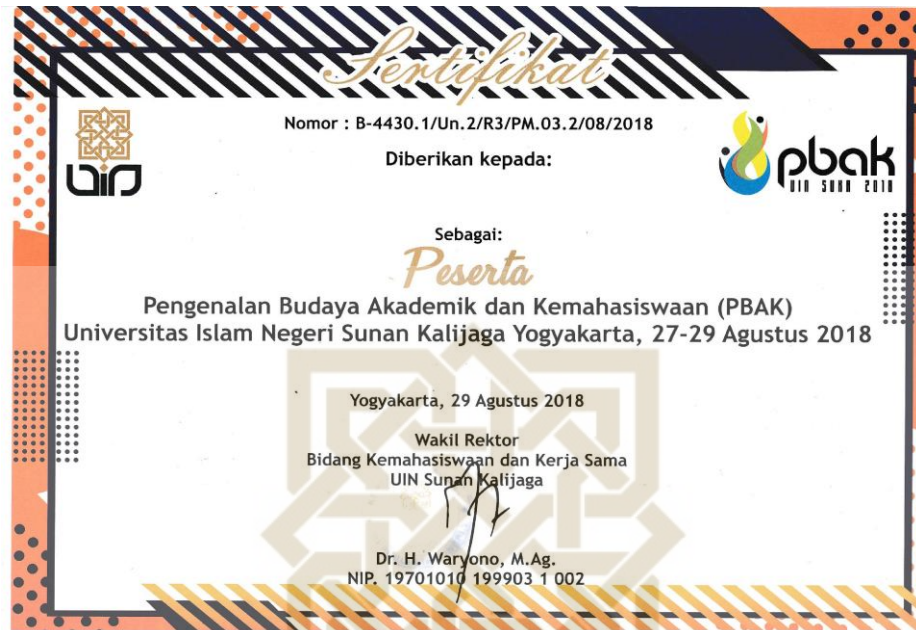 Sertifikat
Nomor : B-4430.1/Un.2/R3/PM.03.2/08/2018
Diberikan kepada:
uin
pbak
UIN SUKA 2018
Sebagai:
Peserta
Pengenalan Budaya Akademik dan Kemahasiswaan (PBAK)
Universitas Islam Negeri Sunan Kalijaga Yogyakarta, 27-29 Agustus 2018
Yogyakarta, 29 Agustus 2018
Wakil Rektor
Bidang Kemahasiswaan dan Kerja Sama
UIN Sunan Kalijaga
Dr. H. Waryono, M.Ag.
NIP. 19701010 199903 1 002